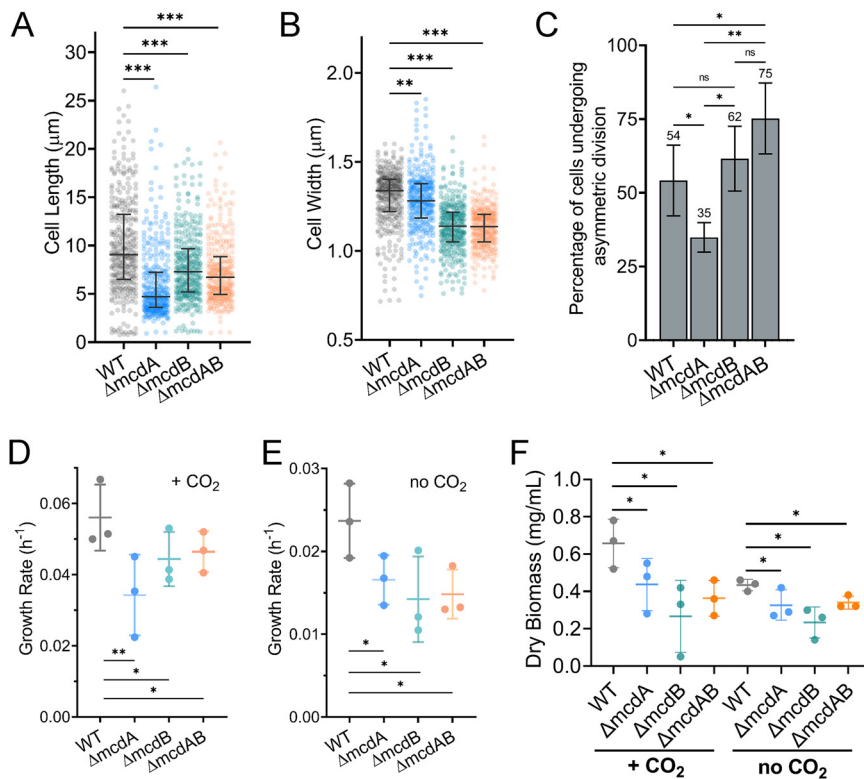 A
***
***
***
Cell Length (μm)
30
25
20
15
10
5
0
WT
ΔmcdA
ΔmcdB
ΔmcdAB
B
***
***
**
Cell Width (μm)
2.0
1.5
1.0
0.5
WT
ΔmcdA
ΔmcdB
ΔmcdAB
C
*
**
ns
ns
*
*
Percentage of cells undergoing
asymmetric division
100
75
50
25
0
54
35
62
75
WT
ΔmcdA
ΔmcdB
ΔmcdAB
D
+ CO₂
Growth Rate (h⁻¹)
0.06
0.04
0.02
0.00
**
*
*
WT
ΔmcdA
ΔmcdB
ΔmcdAB
E
no CO₂
Growth Rate (h⁻¹)
0.03
0.02
0.01
0.00
*
*
*
WT
ΔmcdA
ΔmcdB
ΔmcdAB
F
Dry Biomass (mg/mL)
1.0
0.8
0.6
0.4
0.2
0.0
*
*
*
*
*
*
WT
ΔmcdA
ΔmcdB
ΔmcdAB
WT
ΔmcdA
ΔmcdB
ΔmcdAB
+ CO₂
no CO₂